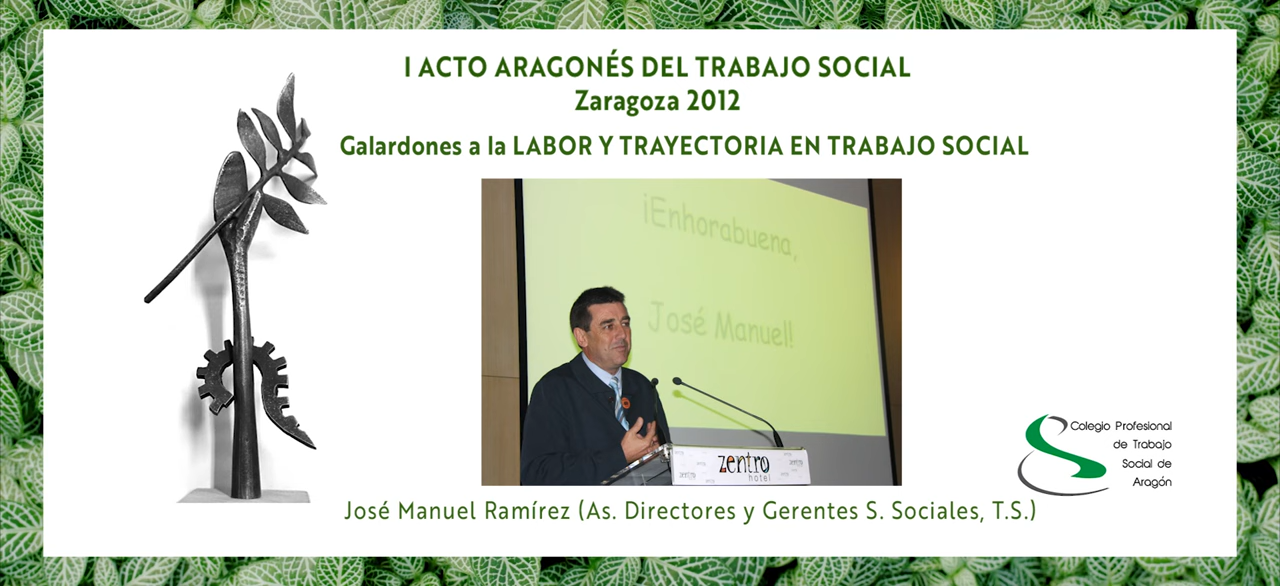 I ACTO ARAGONÉS DEL TRABAJO SOCIAL
Zaragoza 2012
Galardones a la LABOR Y TRAYECTORIA EN TRABAJO SOCIAL
¡Enhorabuena,
José Manuel!
zentro
hotel
Colegio Profesional
de Trabajo
Social de
Aragón
José Manuel Ramírez (As. Directores y Gerentes S. Sociales, T.S.)